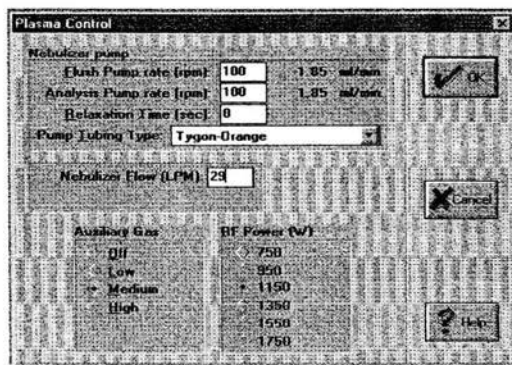 Plasma Control
Nebulizer pump
Flush Pump rate (rpm): 100 1.85 ml/min
Analysis Pump rate (rpm): 100 1.85 ml/min
Relaxation Time (sec): 0
Pump Tubing Type: Tygon-Orange
Nebulizer Flow (LPM): 29
Auxiliary Gas
Off
Low
Medium
High
RF Power (W)
750
950
1150
1350
1550
1750
OK
Cancel
Help